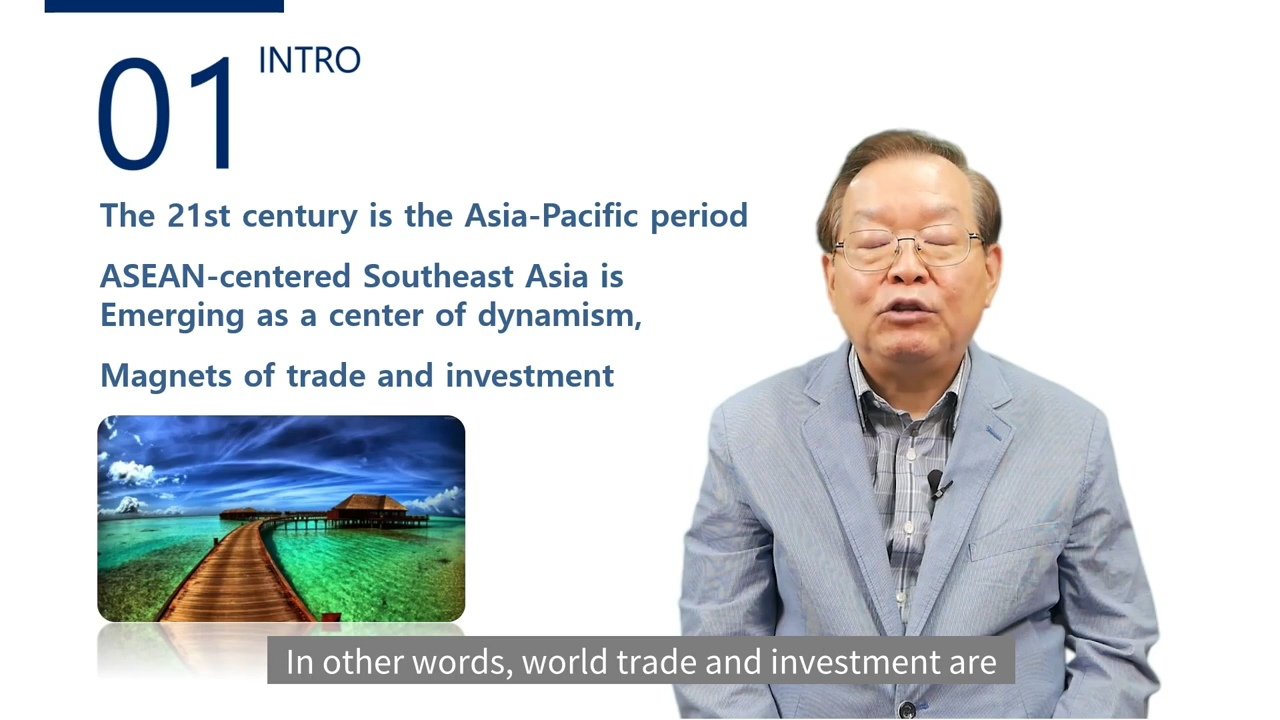 01 INTRO
The 21st century is the Asia-Pacific period
ASEAN-centered Southeast Asia is
Emerging as a center of dynamism,
Magnets of trade and investment
In other words, world trade and investment are